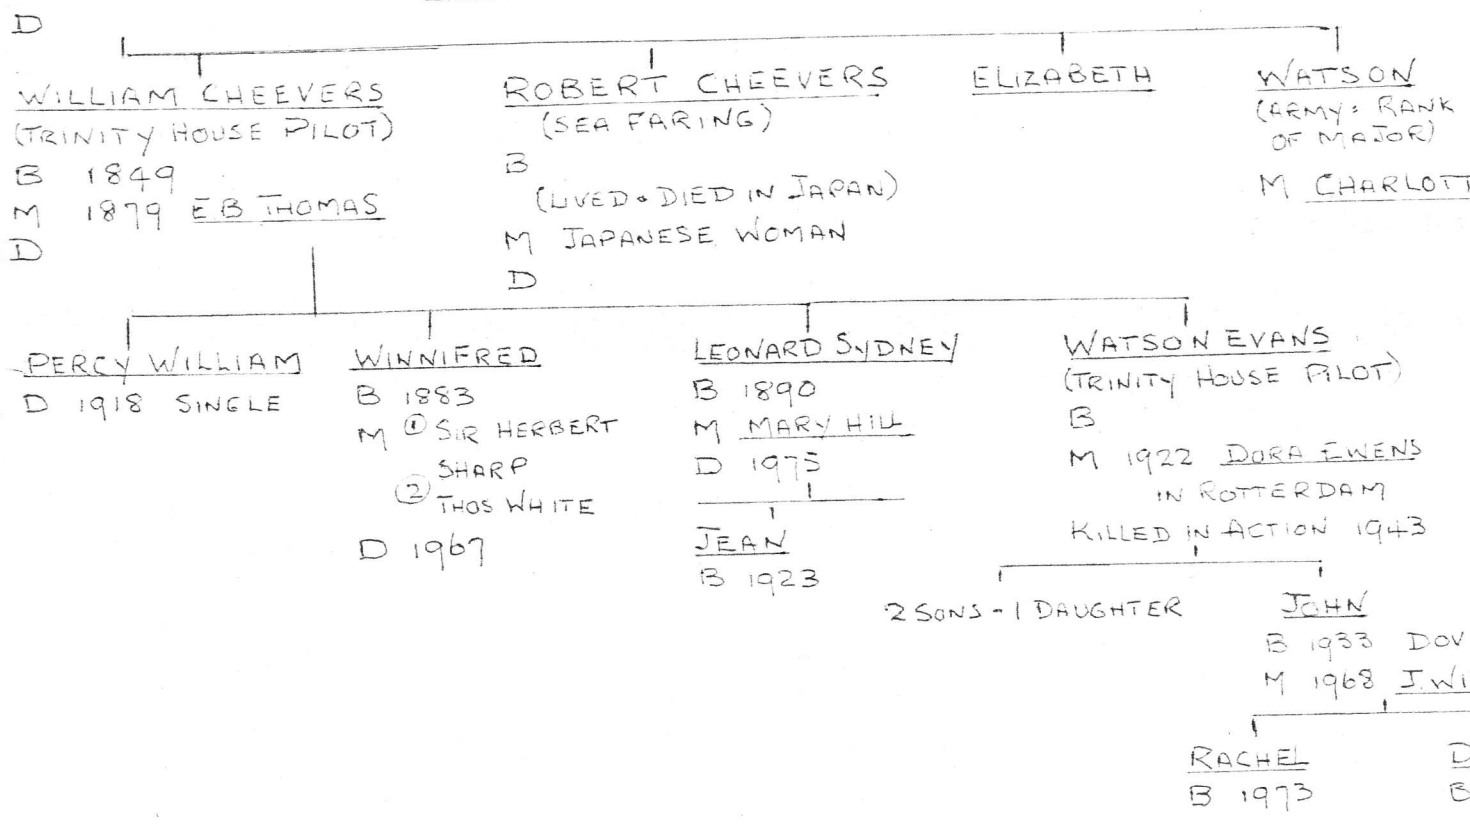 D
WILLIAM CHEEVERS
(TRINITY HOUSE PILOT)
B 1849
M 1879 E B THOMAS
D
ROBERT CHEEVERS
(SEA FARING)
B
(LIVED & DIED IN JAPAN)
M JAPANESE WOMAN
D
ELIZABETH
WATSON
(ARMY: RANK
OF MAJOR)
M CHARLOTT
PERCY WILLIAM
D 1918 SINGLE
WINNIFRED
B 1883
M ① SIR HERBERT
SHARP
② THOS WHITE
D 1967
LEONARD SYDNEY
B 1890
M MARY HILL
D 1975
JEAN
B 1923
WATSON EVANS
(TRINITY HOUSE PILOT)
B
M 1922 DORA EWENS
IN ROTTERDAM
KILLED IN ACTION 1943
2 SONS - 1 DAUGHTER
JOHN
B 1933 DOV
M 1968 J. WI
RACHEL
B 1973
D
B